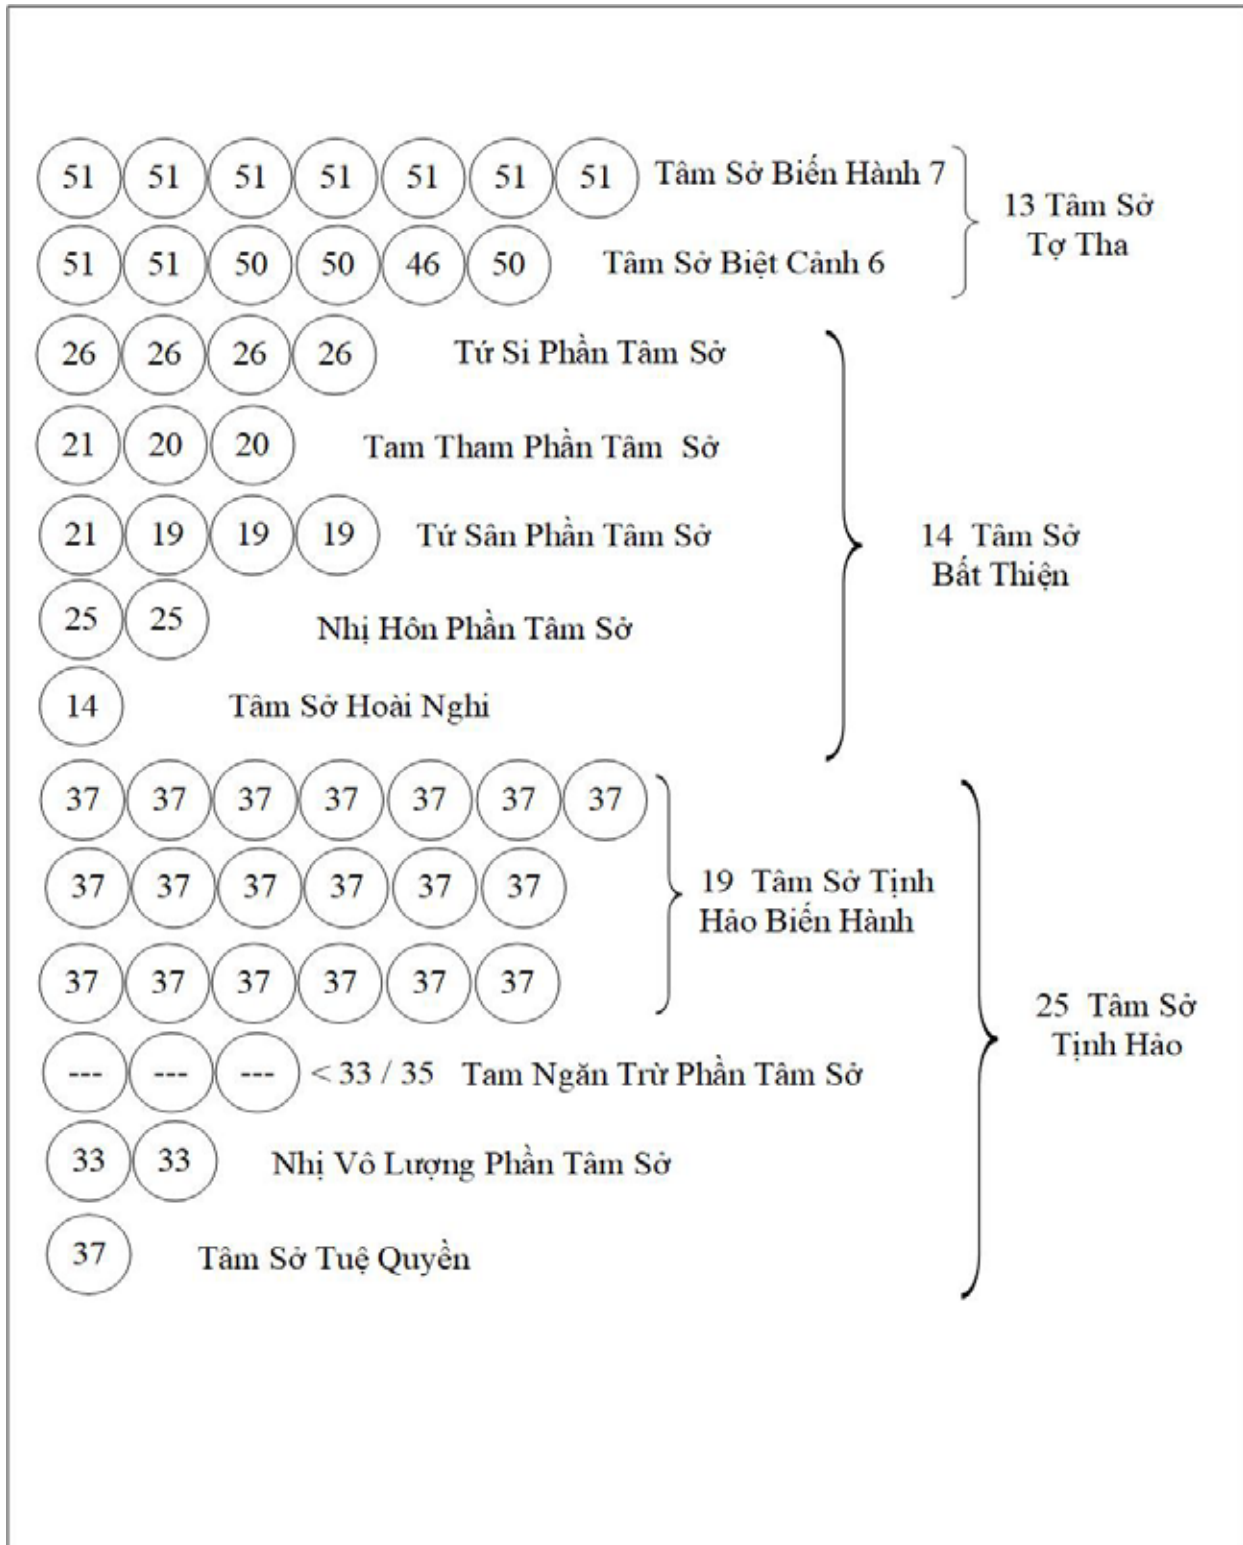 51 51 51 51 51 51 51 Tâm Sở Biến Hành 7
13 Tâm Sở
Tợ Tha
51 51 50 50 46 50 Tâm Sở Biệt Cảnh 6
26 26 26 26 Tứ Si Phần Tâm Sở
21 20 20 Tam Tham Phần Tâm Sở
21 19 19 19 Tứ Sân Phần Tâm Sở
14 Tâm Sở
Bất Thiện
25 25 Nhị Hôn Phần Tâm Sở
14 Tâm Sở Hoài Nghi
37 37 37 37 37 37 37
37 37 37 37 37 37
19 Tâm Sở Tịnh
Hảo Biến Hành
37 37 37 37 37 37
25 Tâm Sở
Tịnh Hảo
--- --- --- < 33 / 35 Tam Ngăn Trừ Phần Tâm Sở
33 33 Nhị Vô Lượng Phần Tâm Sở
37 Tâm Sở Tuệ Quyền